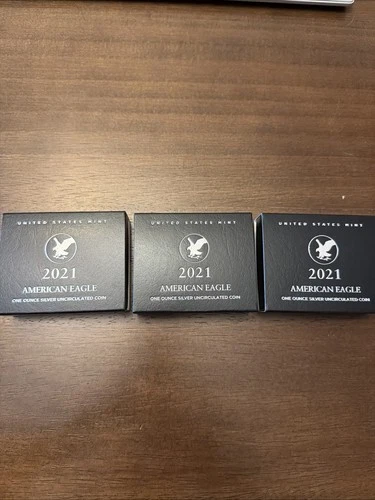 UNITED STATES MINT
2021
AMERICAN EAGLE
ONE OUNCE SILVER UNCIRCULATED COIN
UNITED STATES MINT
2021
AMERICAN EAGLE
ONE OUNCE SILVER UNCIRCULATED COIN
UNITED STATES MINT
2021
AMERICAN EAGLE
ONE OUNCE SILVER UNCIRCULATED COIN